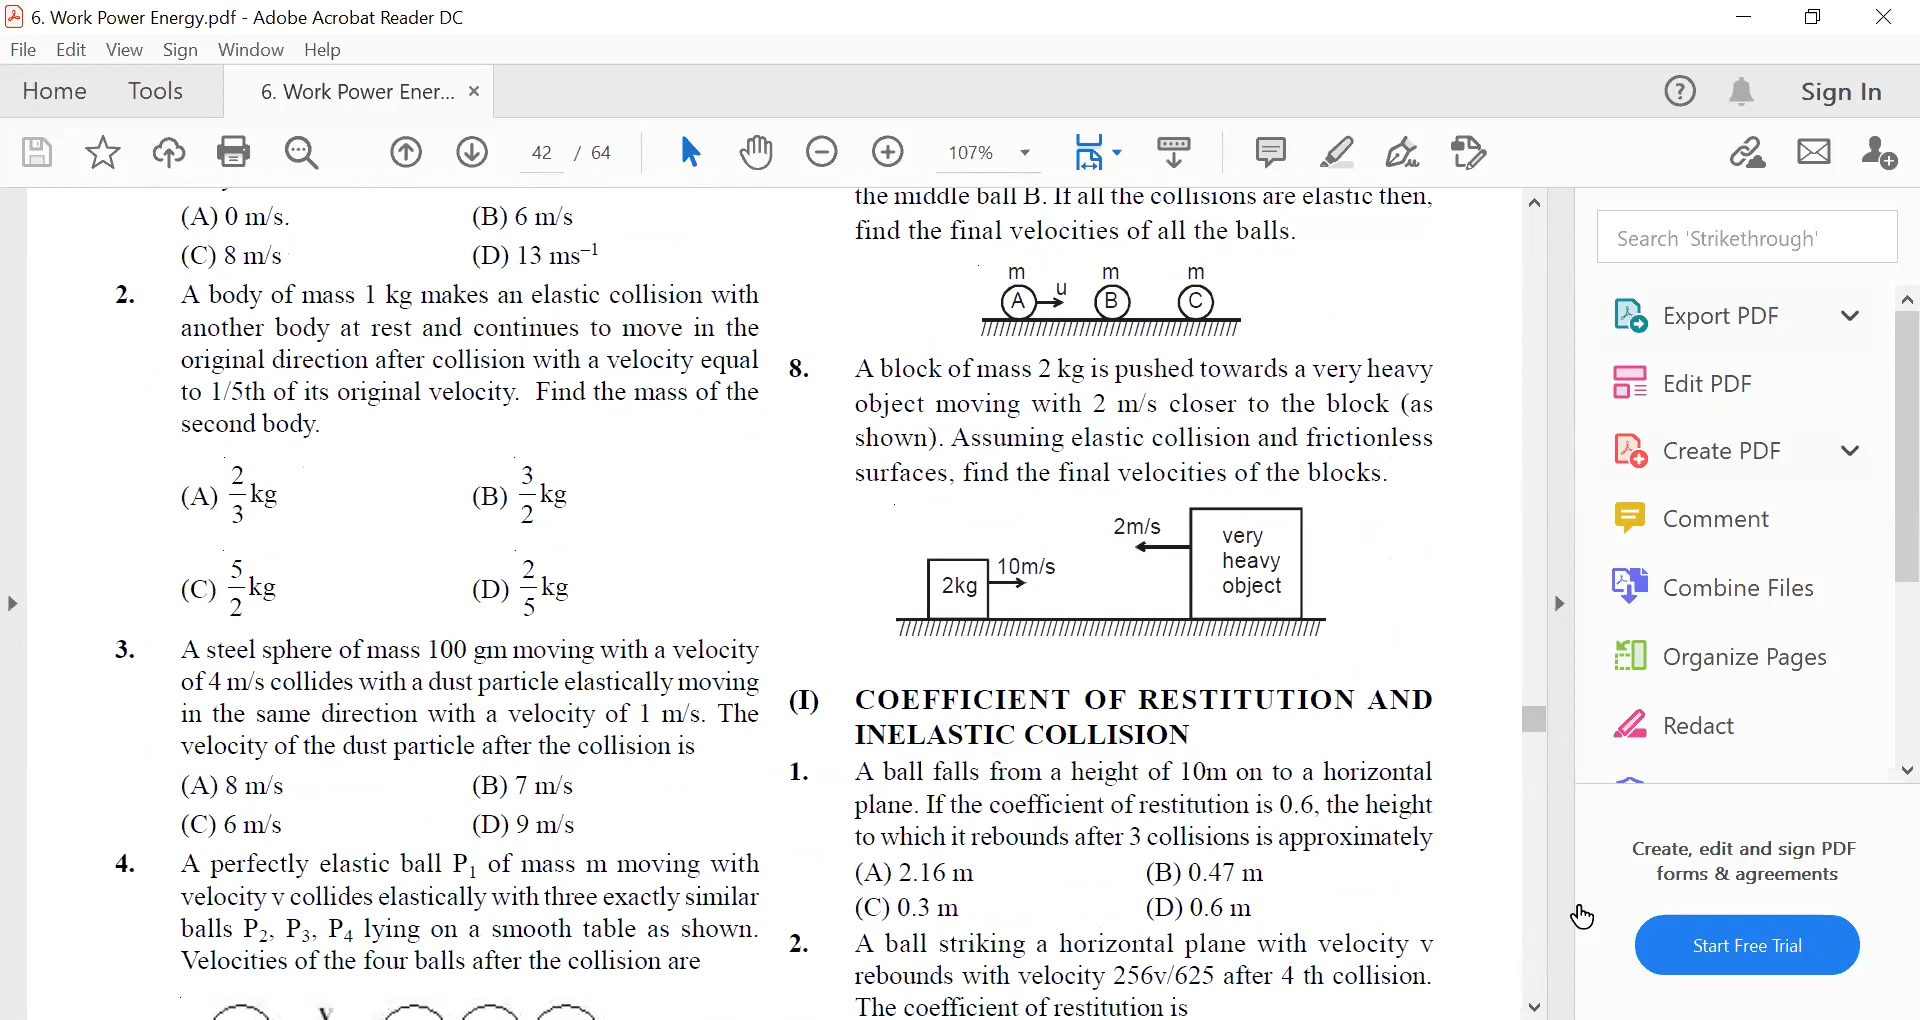 6. Work Power Energy.pdf - Adobe Acrobat Reader DC
File Edit View Sign Window Help
Home Tools 6. Work Power Ener... ×
? Sign In
42 / 64 107%
(A) 0 m/s. (B) 6 m/s
(C) 8 m/s (D) 13 ms⁻¹
2. A body of mass 1 kg makes an elastic collision with
another body at rest and continues to move in the
original direction after collision with a velocity equal
to 1/5th of its original velocity. Find the mass of the
second body.
(A) 2/3 kg (B) 3/2 kg
(C) 5/2 kg (D) 2/5 kg
3. A steel sphere of mass 100 gm moving with a velocity
of 4 m/s collides with a dust particle elastically moving
in the same direction with a velocity of 1 m/s. The
velocity of the dust particle after the collision is
(A) 8 m/s (B) 7 m/s
(C) 6 m/s (D) 9 m/s
4. A perfectly elastic ball P₁ of mass m moving with
velocity v collides elastically with three exactly similar
balls P₂, P₃, P₄ lying on a smooth table as shown.
Velocities of the four balls after the collision are
v
the middle ball B. If all the collisions are elastic then,
find the final velocities of all the balls.
m m m
A u B C
8. A block of mass 2 kg is pushed towards a very heavy
object moving with 2 m/s closer to the block (as
shown). Assuming elastic collision and frictionless
surfaces, find the final velocities of the blocks.
2m/s
very
heavy
object
10m/s
2kg
(I) COEFFICIENT OF RESTITUTION AND
INELASTIC COLLISION
1. A ball falls from a height of 10m on to a horizontal
plane. If the coefficient of restitution is 0.6, the height
to which it rebounds after 3 collisions is approximately
(A) 2.16 m (B) 0.47 m
(C) 0.3 m (D) 0.6 m
2. A ball striking a horizontal plane with velocity v
rebounds with velocity 256v/625 after 4 th collision.
The coefficient of restitution is
Search 'Strikethrough'
Export PDF
Edit PDF
Create PDF
Comment
Combine Files
Organize Pages
Redact
Create, edit and sign PDF
forms & agreements
Start Free Trial